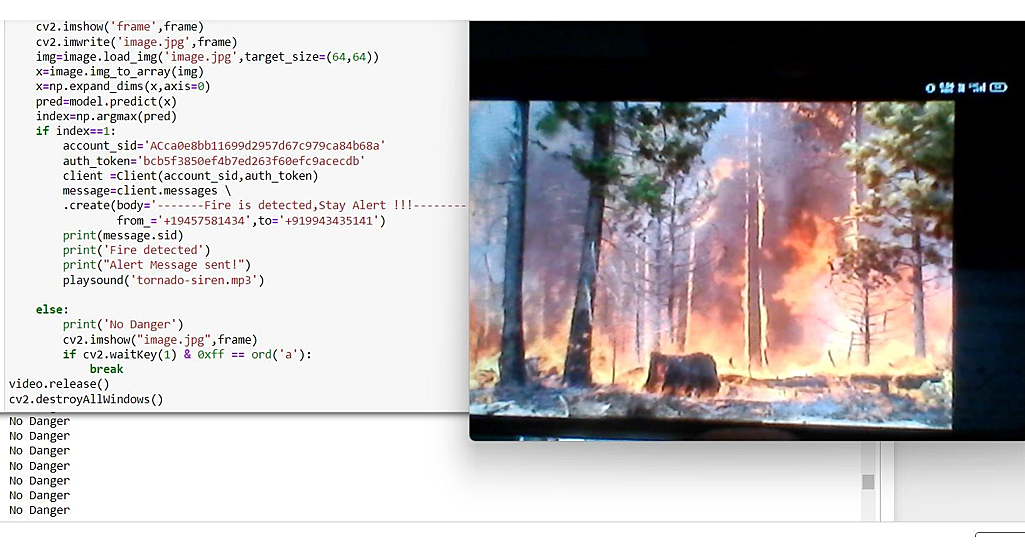 cv2.imshow('frame',frame)
cv2.imwrite('image.jpg',frame)
img=image.load_img('image.jpg',target_size=(64,64))
x=image.img_to_array(img)
x=np.expand_dims(x,axis=0)
pred=model.predict(x)
index=np.argmax(pred)
if index==1:
account_sid='ACca0e8bb11699d2957d67c979ca84b68a'
auth_token='bcb5f3850ef4b7ed263f60efc9acecdb'
client =Client(account_sid,auth_token)
message=client.messages \
.create(body='-------Fire is detected,Stay Alert !!!--------
from_='+19457581434',to='+919943435141')
print(message.sid)
print('Fire detected')
print("Alert Message sent!")
playsound('tornado-siren.mp3')
else:
print('No Danger')
cv2.imshow("image.jpg",frame)
if cv2.waitKey(1) & 0xff == ord('a'):
break
video.release()
cv2.destroyAllWindows()
No Danger
No Danger
No Danger
No Danger
No Danger
No Danger
No Danger